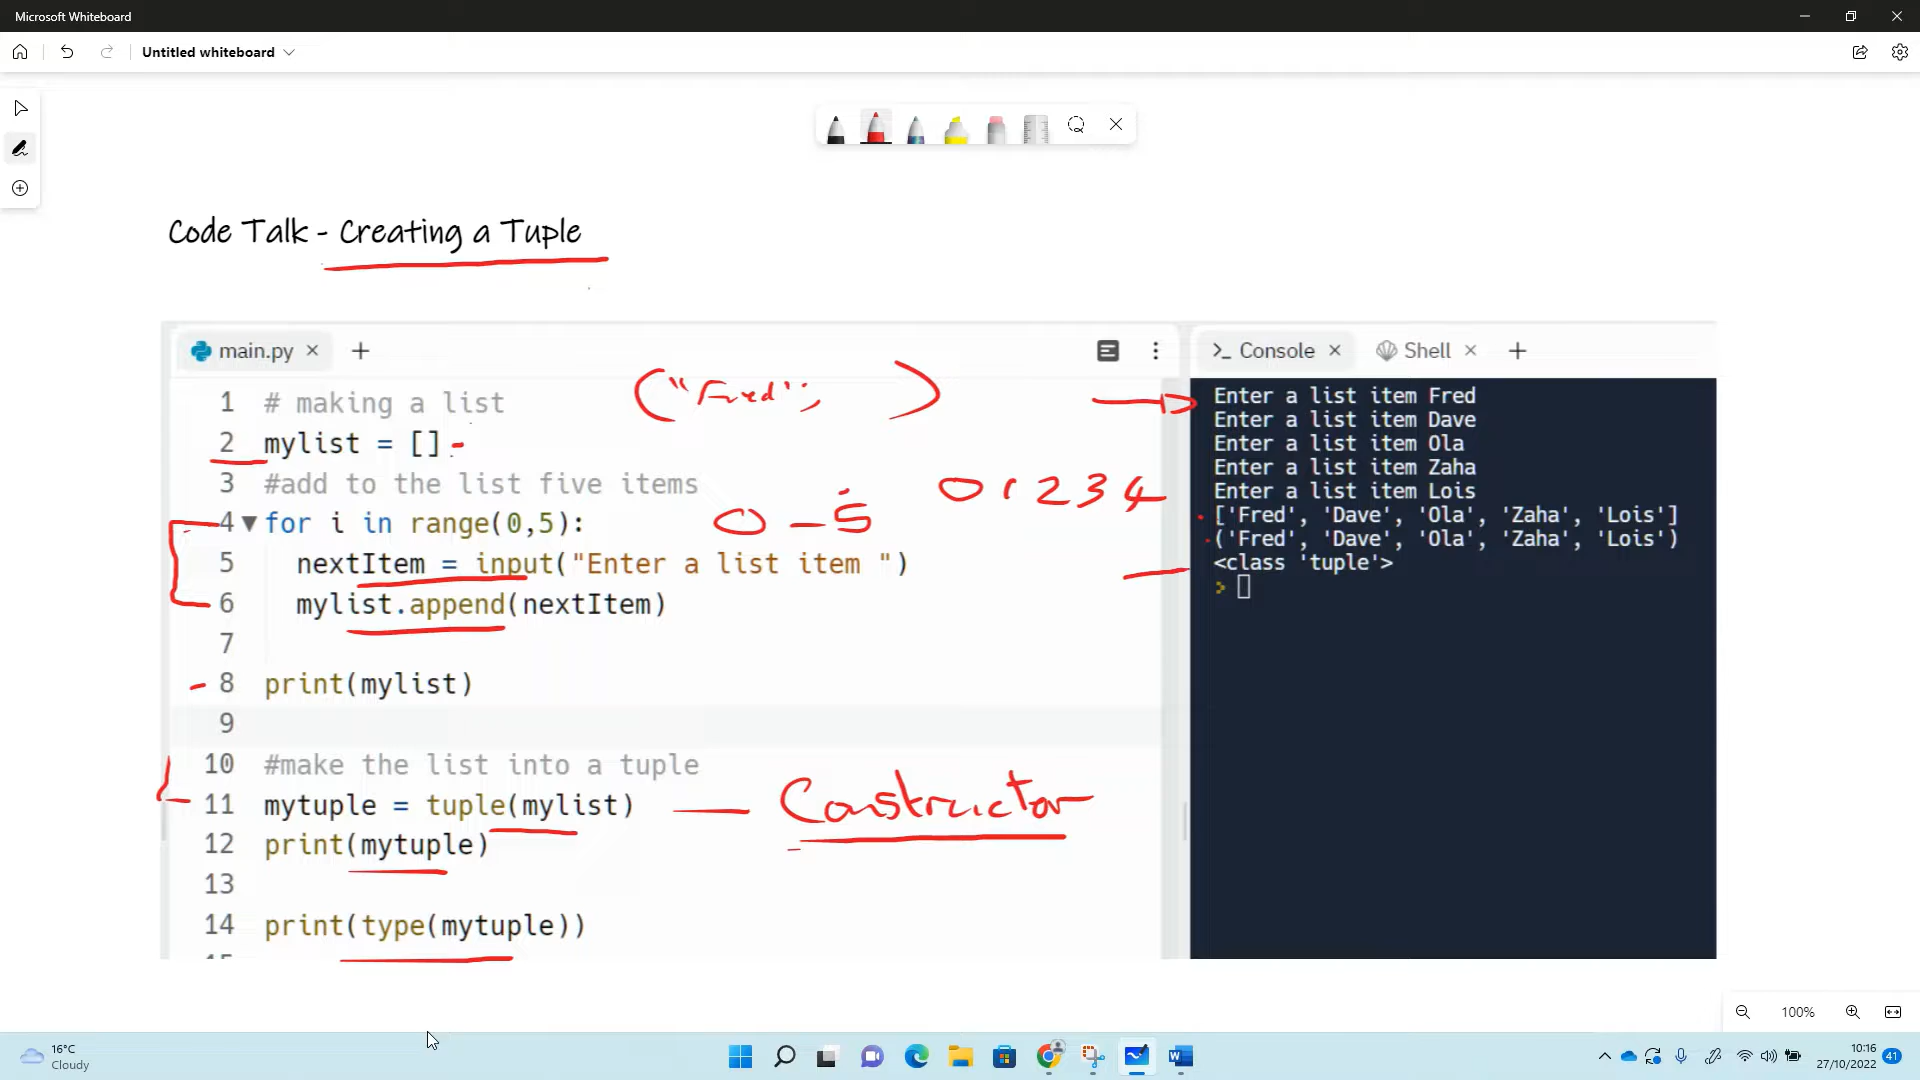 Microsoft Whiteboard
Untitled whiteboard
Code Talk - Creating a Tuple
main.py
1 # making a list
2 mylist = []
3 #add to the list five items
4 for i in range(0,5):
5 nextItem = input("Enter a list item ")
6 mylist.append(nextItem)
7
8 print(mylist)
9
10 #make the list into a tuple
11 mytuple = tuple(mylist)
12 print(mytuple)
13
14 print(type(mytuple))
("Fred",          )
0 - 5
0 1 2 3 4
Constructor
Console
Shell
Enter a list item Fred
Enter a list item Dave
Enter a list item Ola
Enter a list item Zaha
Enter a list item Lois
['Fred', 'Dave', 'Ola', 'Zaha', 'Lois']
('Fred', 'Dave', 'Ola', 'Zaha', 'Lois')
<class 'tuple'>
>
100%
16°C
Cloudy
10:16
27/10/2022
41